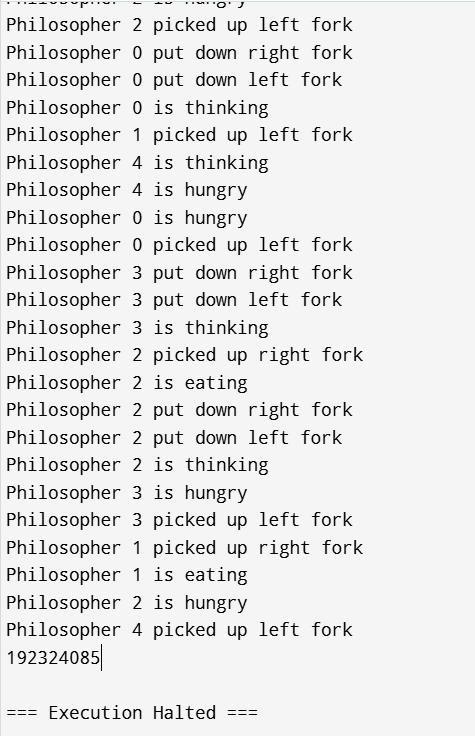 Philosopher 2 is hungry
Philosopher 2 picked up left fork
Philosopher 0 put down right fork
Philosopher 0 put down left fork
Philosopher 0 is thinking
Philosopher 1 picked up left fork
Philosopher 4 is thinking
Philosopher 4 is hungry
Philosopher 0 is hungry
Philosopher 0 picked up left fork
Philosopher 3 put down right fork
Philosopher 3 put down left fork
Philosopher 3 is thinking
Philosopher 2 picked up right fork
Philosopher 2 is eating
Philosopher 2 put down right fork
Philosopher 2 put down left fork
Philosopher 2 is thinking
Philosopher 3 is hungry
Philosopher 3 picked up left fork
Philosopher 1 picked up right fork
Philosopher 1 is eating
Philosopher 2 is hungry
Philosopher 4 picked up left fork
192324085
=== Execution Halted ===